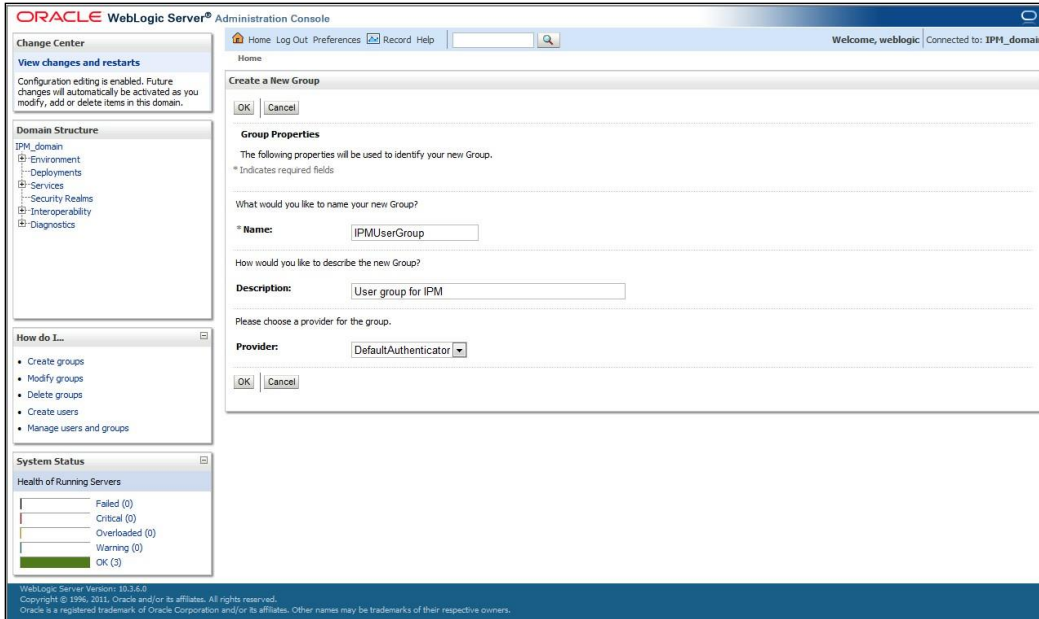 ORACLE WebLogic Server® Administration Console
Change Center
View changes and restarts
Configuration editing is enabled. Future
changes will automatically be activated as you
modify, add or delete items in this domain.
Domain Structure
IPM_domain
Environment
Deployments
Services
Security Realms
Interoperability
Diagnostics
How do I...
Create groups
Modify groups
Delete groups
Create users
Manage users and groups
System Status
Health of Running Servers
Failed (0)
Critical (0)
Overloaded (0)
Warning (0)
OK (3)
Home Log Out Preferences Record Help
Welcome, weblogic Connected to: IPM_domain
Home
Create a New Group
OK Cancel
Group Properties
The following properties will be used to identify your new Group.
* Indicates required fields
What would you like to name your new Group?
* Name: IPMUserGroup
How would you like to describe the new Group?
Description: User group for IPM
Please choose a provider for the group.
Provider: DefaultAuthenticator
OK Cancel
WebLogic Server Version: 10.3.6.0
Copyright © 1996, 2011, Oracle and/or its affiliates. All rights reserved.
Oracle is a registered trademark of Oracle Corporation and/or its affiliates. Other names may be trademarks of their respective owners.